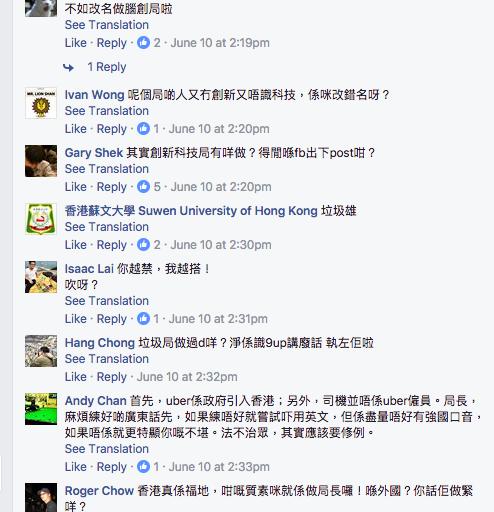 不如改名做腦創局啦
See Translation
Like · Reply · 2 · June 10 at 2:19pm
1 Reply
MR. LION SHAN
Ivan Wong 呢個局啲人又冇創新又唔識科技，係咪改錯名呀？
See Translation
Like · Reply · 1 · June 10 at 2:20pm
Gary Shek 其實創新科技局有咩做？得閒喺fb出下post咁？
See Translation
Like · Reply · 5 · June 10 at 2:20pm
香港蘇文大學 Suwen University of Hong Kong 垃圾雄
See Translation
Like · Reply · 2 · June 10 at 2:30pm
Isaac Lai 你越禁，我越搭！
吹呀？
See Translation
Like · Reply · 1 · June 10 at 2:31pm
Hang Chong 垃圾局做過d咩？淨係識9up講廢話 執左佢啦
See Translation
Like · Reply · June 10 at 2:32pm
Andy Chan 首先，uber係政府引入香港；另外，司機並唔係uber僱員。局長，
麻煩練好啲廣東話先，如果練唔好就嘗試吓用英文，但係盡量唔好有強國口音，
如果唔係就更特顯你嘅不堪。法不治眾，其實應該要修例。
See Translation
Like · Reply · 1 · June 10 at 2:33pm
Roger Chow 香港真係福地，咁嘅質素咪就係做局長囉！喺外國？你話佢做緊
咩？